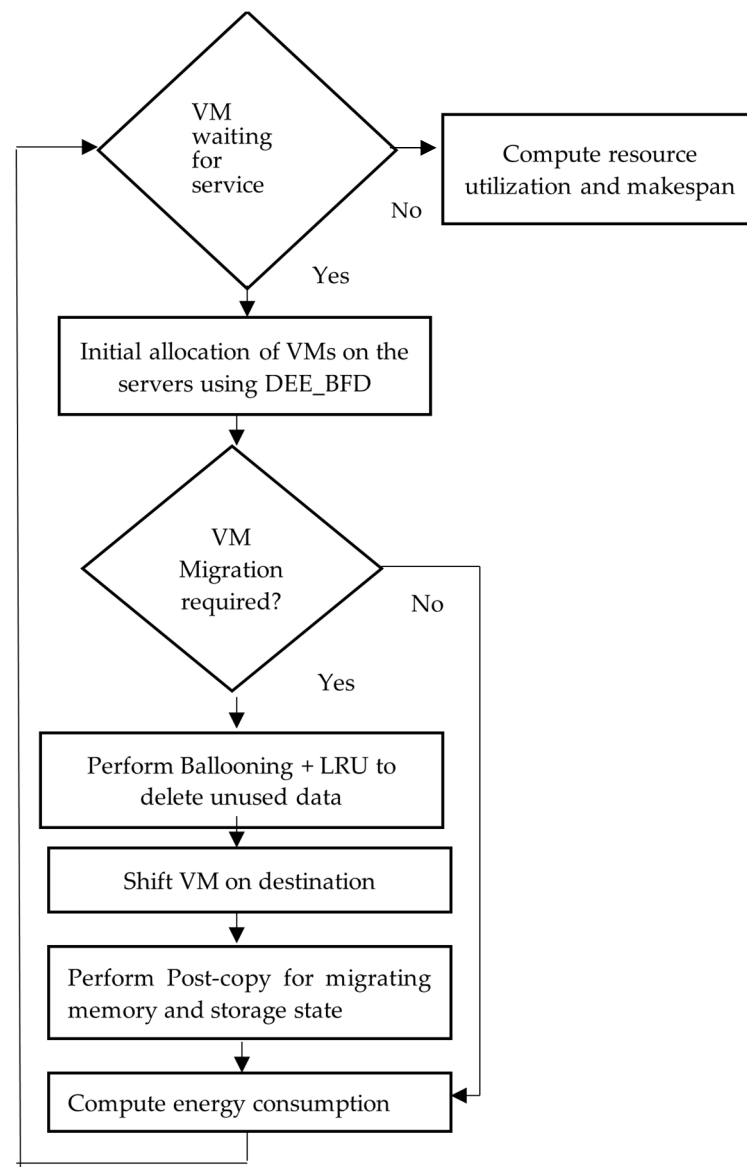 VM
waiting
for
service
Compute resource
utilization and makespan
No
Yes
Initial allocation of VMs on the
servers using DEE_BFD
VM
Migration
required?
No
Yes
Perform Ballooning + LRU to
delete unused data
Shift VM on destination
Perform Post-copy for migrating
memory and storage state
Compute energy consumption